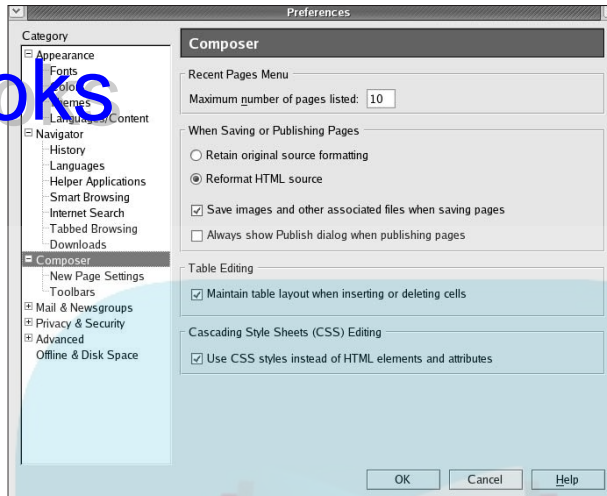 Preferences
Category
Appearance
Fonts
Colors
Themes
Languages/Content
Navigator
History
Languages
Helper Applications
Smart Browsing
Internet Search
Tabbed Browsing
Downloads
Composer
New Page Settings
Toolbars
Mail & Newsgroups
Privacy & Security
Advanced
Offline & Disk Space
oks
Composer
Recent Pages Menu
Maximum number of pages listed: 10
When Saving or Publishing Pages
Retain original source formatting
Reformat HTML source
Save images and other associated files when saving pages
Always show Publish dialog when publishing pages
Table Editing
Maintain table layout when inserting or deleting cells
Cascading Style Sheets (CSS) Editing
Use CSS styles instead of HTML elements and attributes
OK Cancel Help